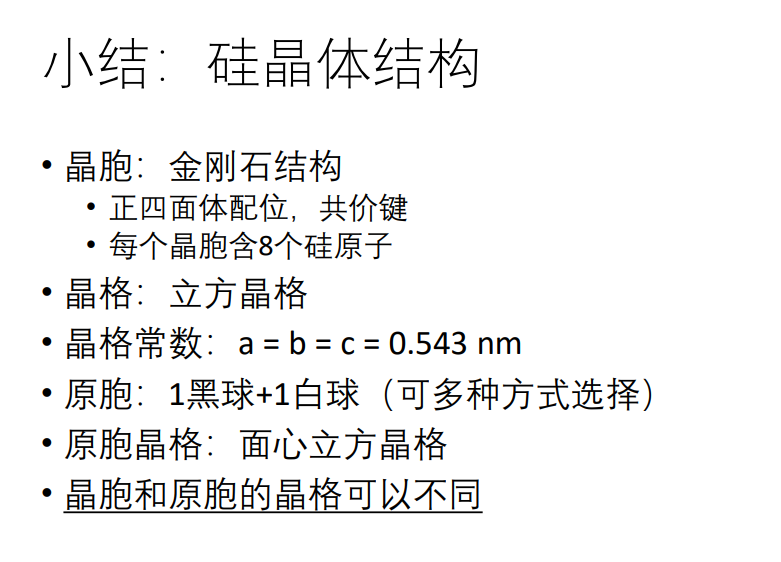 小结：硅晶体结构
• 晶胞：金刚石结构
• 正四面体配位，共价键
• 每个晶胞含8个硅原子
• 晶格：立方晶格
• 晶格常数：a = b = c = 0.543 nm
• 原胞：1黑球+1白球（可多种方式选择）
• 原胞晶格：面心立方晶格
• 晶胞和原胞的晶格可以不同